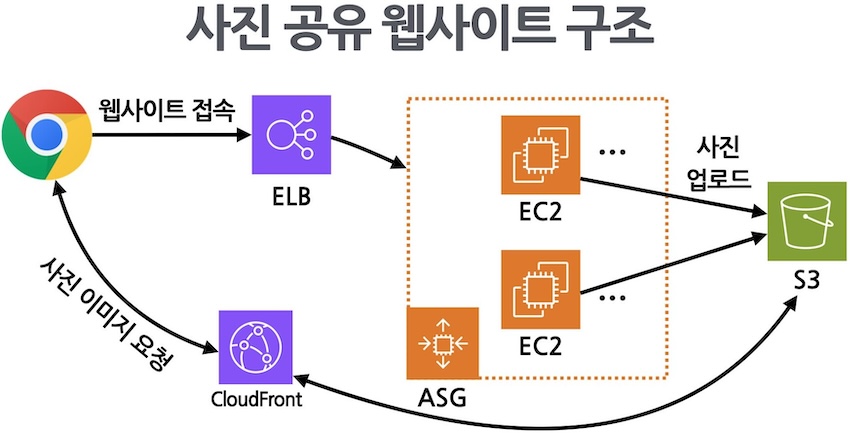 사진 공유 웹사이트 구조
웹사이트 접속
ELB
EC2
...
사진
업로드
S3
EC2
...
ASG
사진 이미지 요청
CloudFront